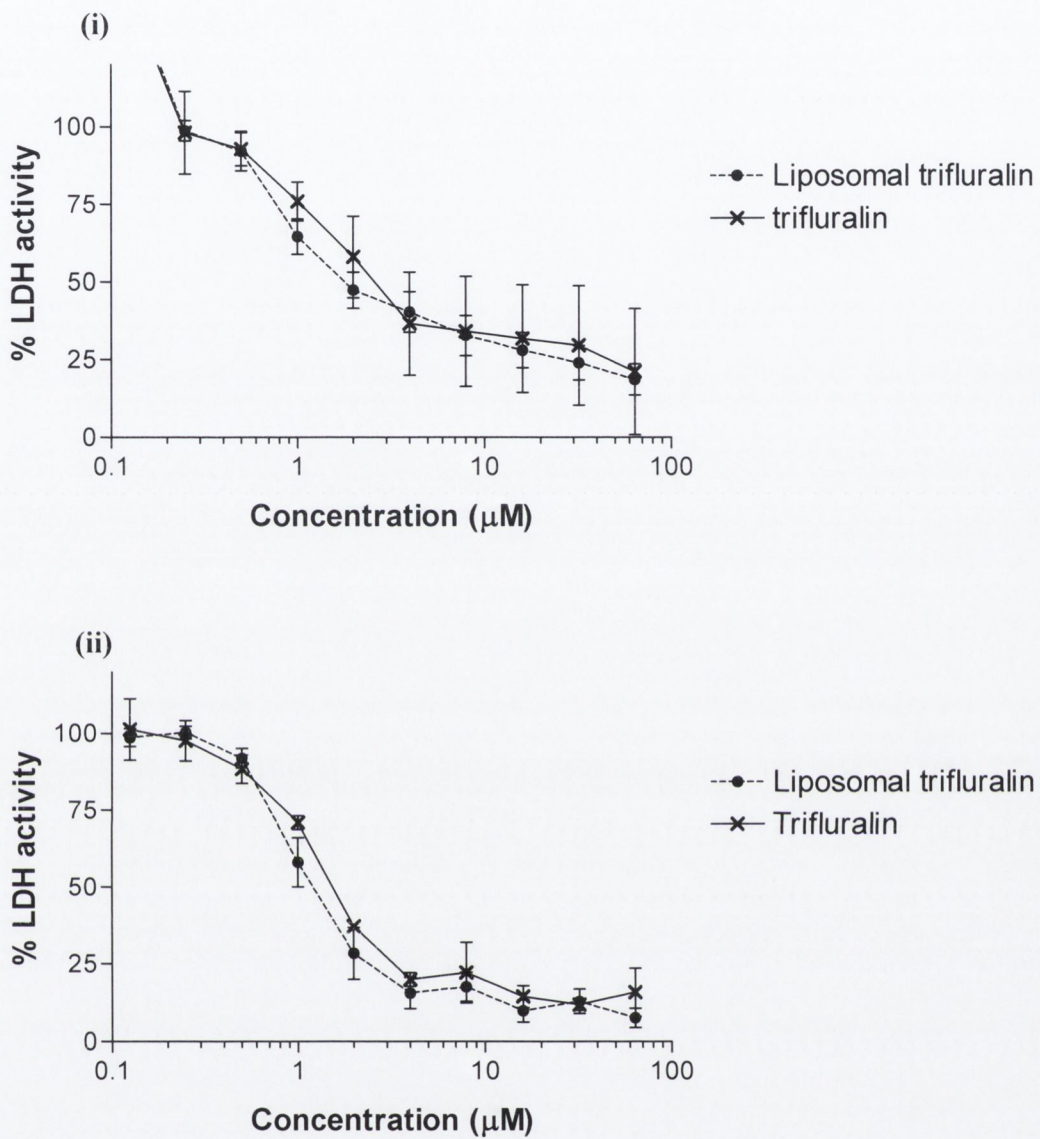 (i)
% LDH activity
100
75
50
25
0
0.1 1 10 100
Concentration (μM)
Liposomal trifluralin
trifluralin
(ii)
% LDH activity
100
75
50
25
0
0.1 1 10 100
Concentration (μM)
Liposomal trifluralin
Trifluralin